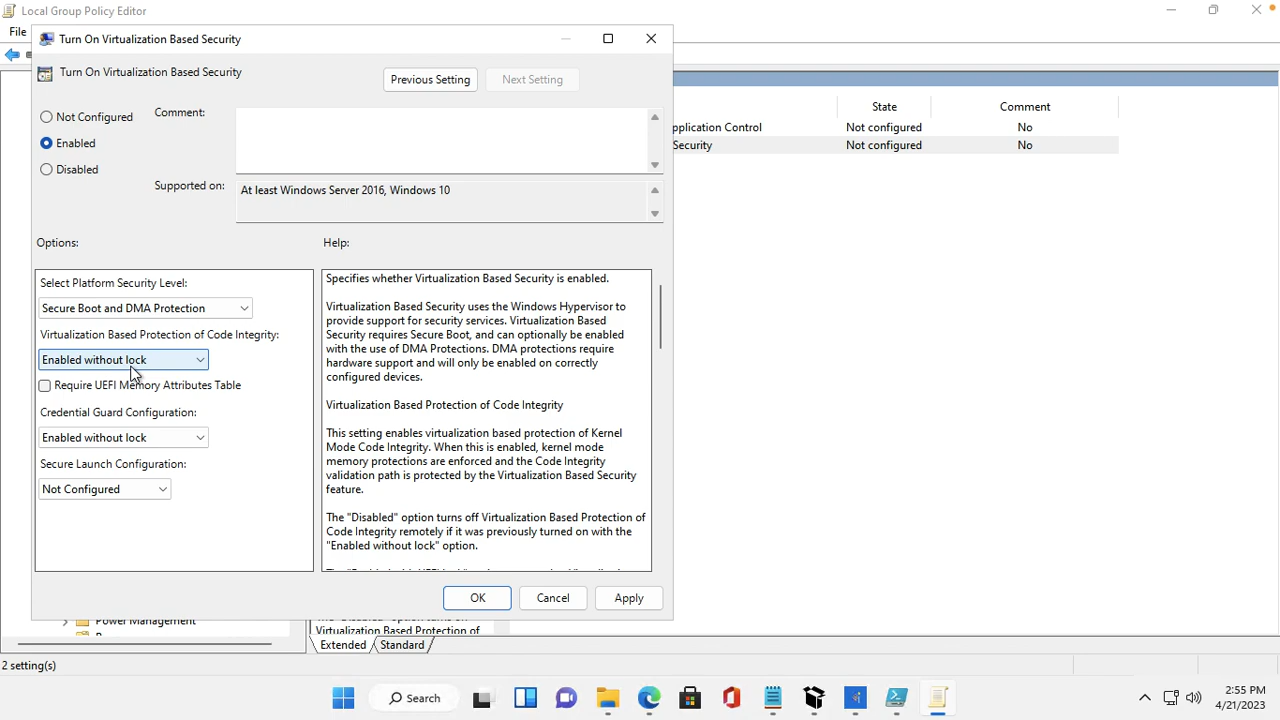 Local Group Policy Editor
File
Turn On Virtualization Based Security
Turn On Virtualization Based Security
Previous Setting
Next Setting
Not Configured
Enabled
Disabled
Comment:
Supported on:
At least Windows Server 2016, Windows 10
Options:
Help:
Select Platform Security Level:
Secure Boot and DMA Protection
Virtualization Based Protection of Code Integrity:
Enabled without lock
Require UEFI Memory Attributes Table
Credential Guard Configuration:
Enabled without lock
Secure Launch Configuration:
Not Configured
Specifies whether Virtualization Based Security is enabled.
Virtualization Based Security uses the Windows Hypervisor to
provide support for security services. Virtualization Based
Security requires Secure Boot, and can optionally be enabled
with the use of DMA Protections. DMA protections require
hardware support and will only be enabled on correctly
configured devices.
Virtualization Based Protection of Code Integrity
This setting enables virtualization based protection of Kernel
Mode Code Integrity. When this is enabled, kernel mode
memory protections are enforced and the Code Integrity
validation path is protected by the Virtualization Based Security
feature.
The "Disabled" option turns off Virtualization Based Protection of
Code Integrity remotely if it was previously turned on with the
"Enabled without lock" option.
OK
Cancel
Apply
State
Comment
pplication Control
Not configured
No
Security
Not configured
No
Power Management
Virtualization Based Protection of
Extended
Standard
2 setting(s)
Search
2:55 PM
4/21/2023